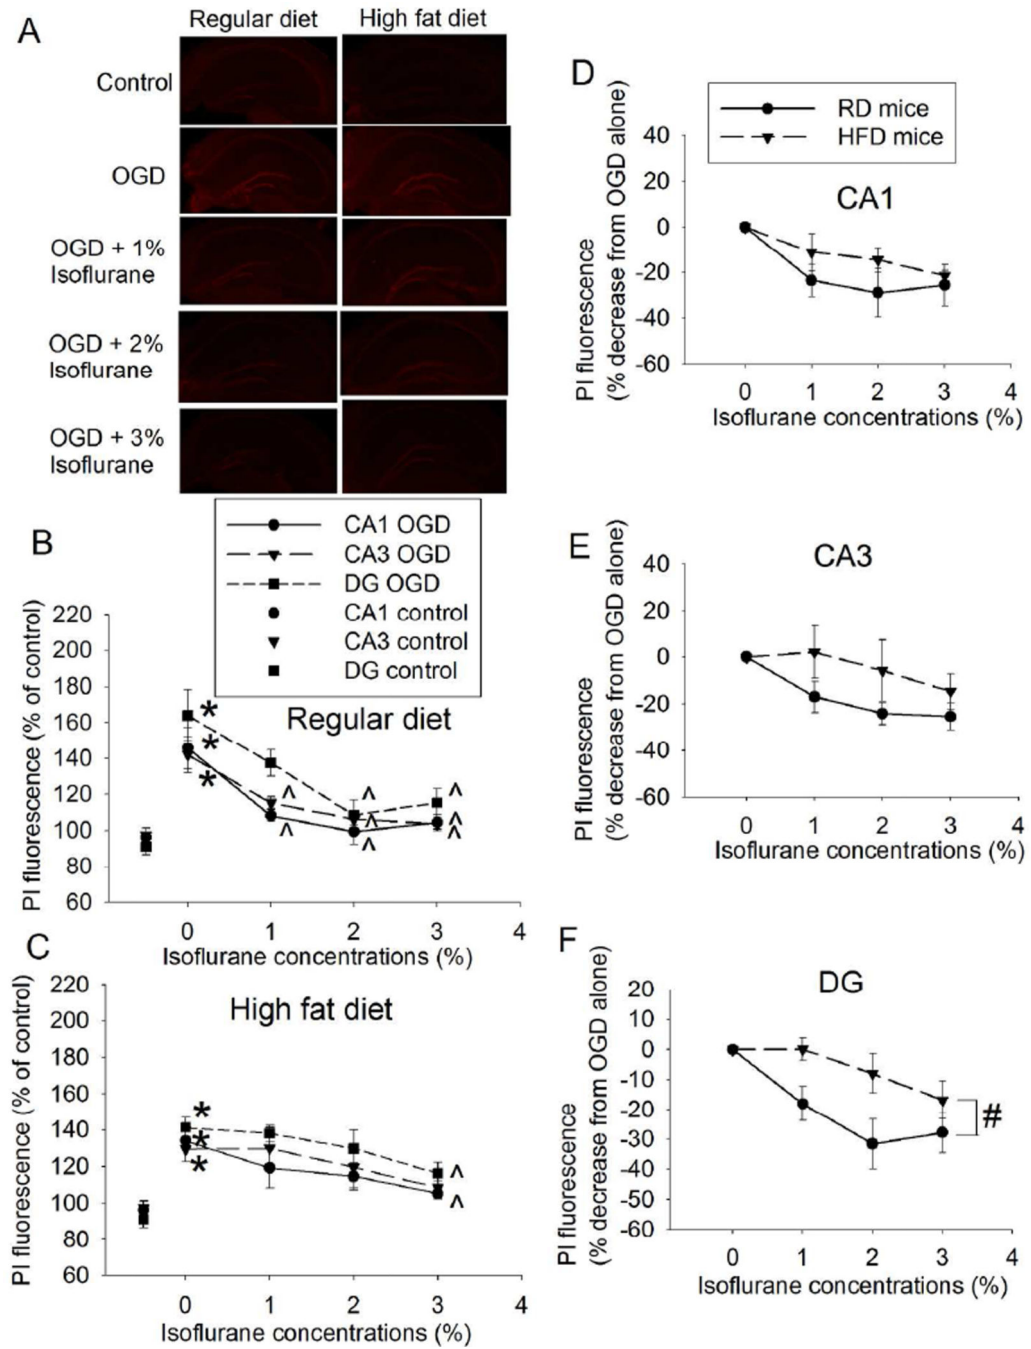 A
Regular diet
High fat diet
Control
OGD
OGD + 1%
Isoflurane
OGD + 2%
Isoflurane
OGD + 3%
Isoflurane
B
CA1 OGD
CA3 OGD
DG OGD
CA1 control
CA3 control
DG control
Regular diet
PI fluorescence (% of control)
220
200
180
160
140
120
100
80
60
*
*
*
^
^
^
^
^
^
^
^
0 1 2 3 4
Isoflurane concentrations (%)
C
High fat diet
PI fluorescence (% of control)
220
200
180
160
140
120
100
80
60
*
*
*
^
^
0 1 2 3 4
Isoflurane concentrations (%)
D
RD mice
HFD mice
CA1
PI fluorescence
(% decrease from OGD alone)
40
20
0
-20
-40
-60
0 1 2 3 4
Isoflurane concentrations (%)
E
CA3
PI fluorescence
(% decrease from OGD alone)
40
20
0
-20
-40
-60
0 1 2 3 4
Isoflurane concentrations (%)
F
DG
PI fluorescence
(% decrease from OGD alone)
20
10
0
-10
-20
-30
-40
-50
-60
#
0 1 2 3 4
Isoflurane concentrations (%)